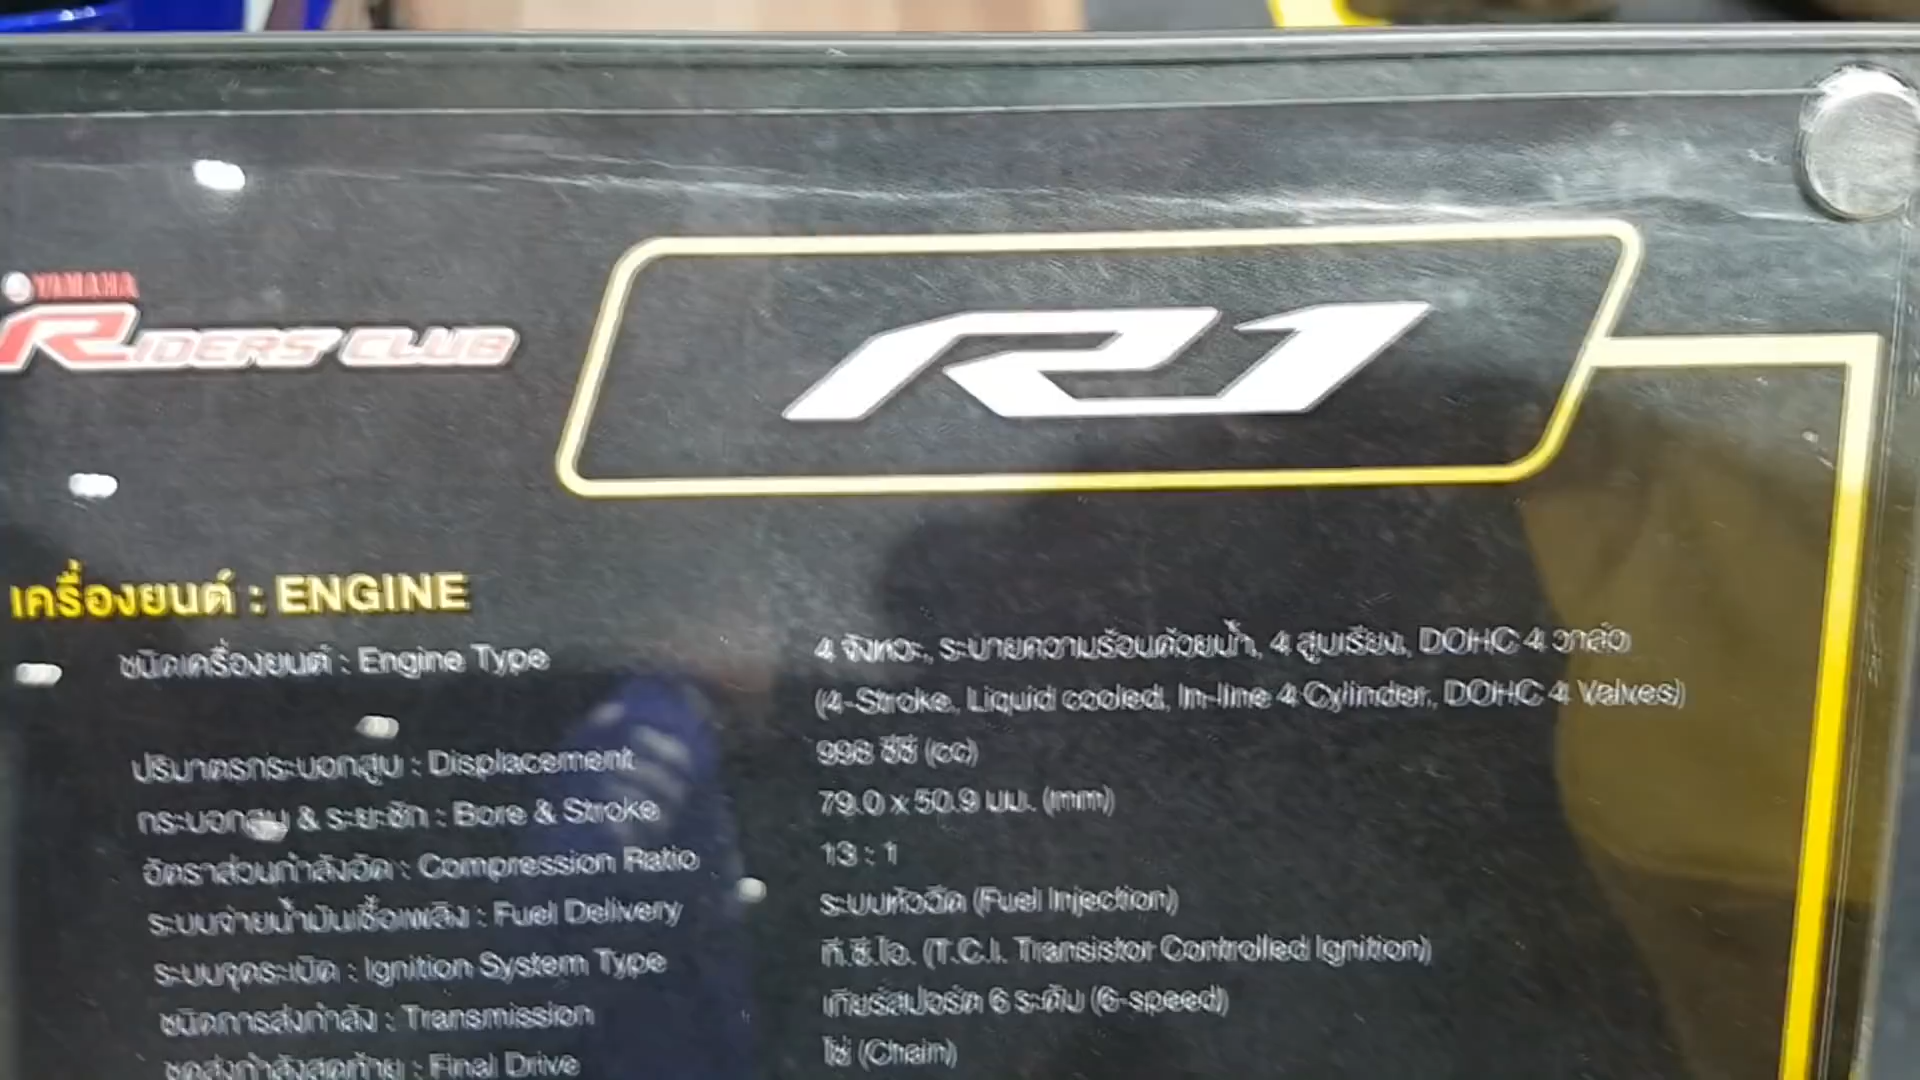 YAMAHA
RIDERS CLUB
R1
เครื่องยนต์ : ENGINE
ชนิดเครื่องยนต์ : Engine Type
4 จังหวะ, ระบายความร้อนด้วยน้ำ, 4 สูบเรียง, DOHC 4 วาล์ว
(4-Stroke, Liquid cooled, In-line 4 Cylinder, DOHC 4 Valves)
ปริมาตรกระบอกสูบ : Displacement
998 ซีซี (cc)
กระบอกสูบ & ระยะชัก : Bore & Stroke
79.0 x 50.9 มม. (mm)
อัตราส่วนกำลังอัด : Compression Ratio
13 : 1
ระบบจ่ายน้ำมันเชื้อเพลิง : Fuel Delivery
ระบบหัวฉีด (Fuel Injection)
ระบบจุดระเบิด : Ignition System Type
ที.ซี.ไอ. (T.C.I. Transistor Controlled Ignition)
ชนิดการส่งกำลัง : Transmission
เกียร์สปอร์ต 6 ระดับ (6-speed)
ชุดส่งกำลังสุดท้าย : Final Drive
โซ่ (Chain)